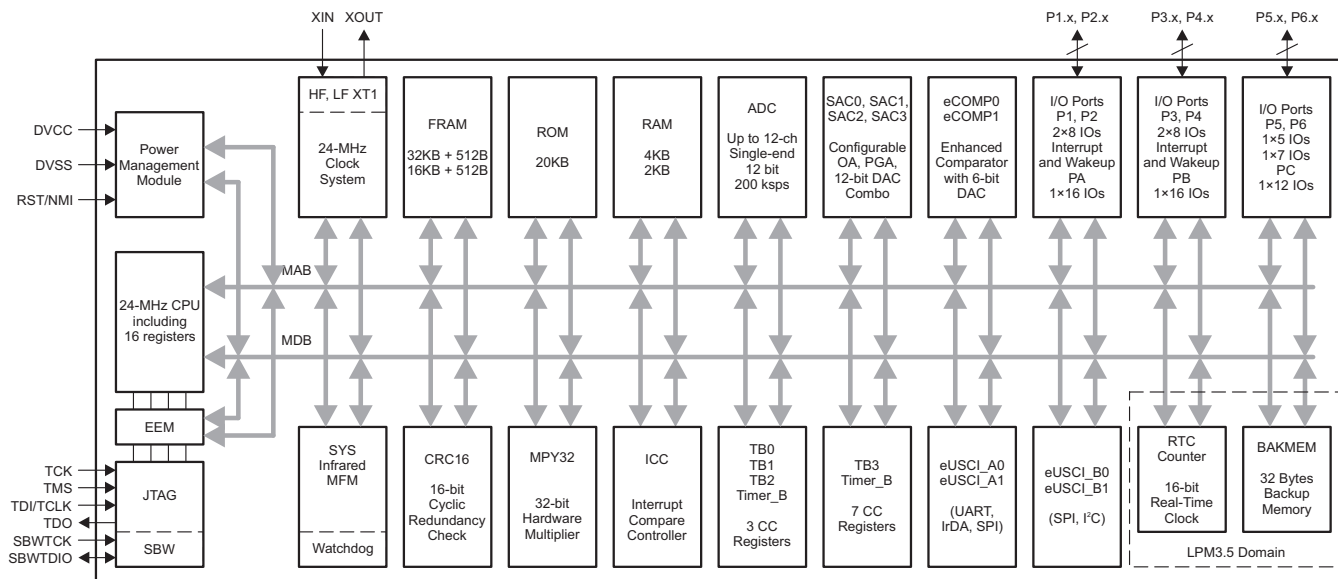 XIN
XOUT
P1.x, P2.x
P3.x, P4.x
P5.x, P6.x
DVCC
DVSS
RST/NMI
Power
Management
Module
HF, LF XT1
24-MHz
Clock
System
FRAM
32KB + 512B
16KB + 512B
ROM
20KB
RAM
4KB
2KB
ADC
Up to 12-ch
Single-end
12 bit
200 ksps
SAC0, SAC1,
SAC2, SAC3
Configurable
OA, PGA,
12-bit DAC
Combo
eCOMP0
eCOMP1
Enhanced
Comparator
with 6-bit
DAC
I/O Ports
P1, P2
2×8 IOs
Interrupt
and Wakeup
PA
1×16 IOs
I/O Ports
P3, P4
2×8 IOs
Interrupt
and Wakeup
PB
1×16 IOs
I/O Ports
P5, P6
1×5 IOs
1×7 IOs
PC
1×12 IOs
MAB
24-MHz CPU
including
16 registers
MDB
EEM
TCK
TMS
TDI/TCLK
TDO
SBWTCK
SBWTDIO
JTAG
SBW
SYS
Infrared
MFM
Watchdog
CRC16
16-bit
Cyclic
Redundancy
Check
MPY32
32-bit
Hardware
Multiplier
ICC
Interrupt
Compare
Controller
TB0
TB1
TB2
Timer_B
3 CC
Registers
TB3
Timer_B
7 CC
Registers
eUSCI_A0
eUSCI_A1
(UART,
IrDA, SPI)
eUSCI_B0
eUSCI_B1
(SPI, I²C)
RTC
Counter
16-bit
Real-Time
Clock
BAKMEM
32 Bytes
Backup
Memory
LPM3.5 Domain